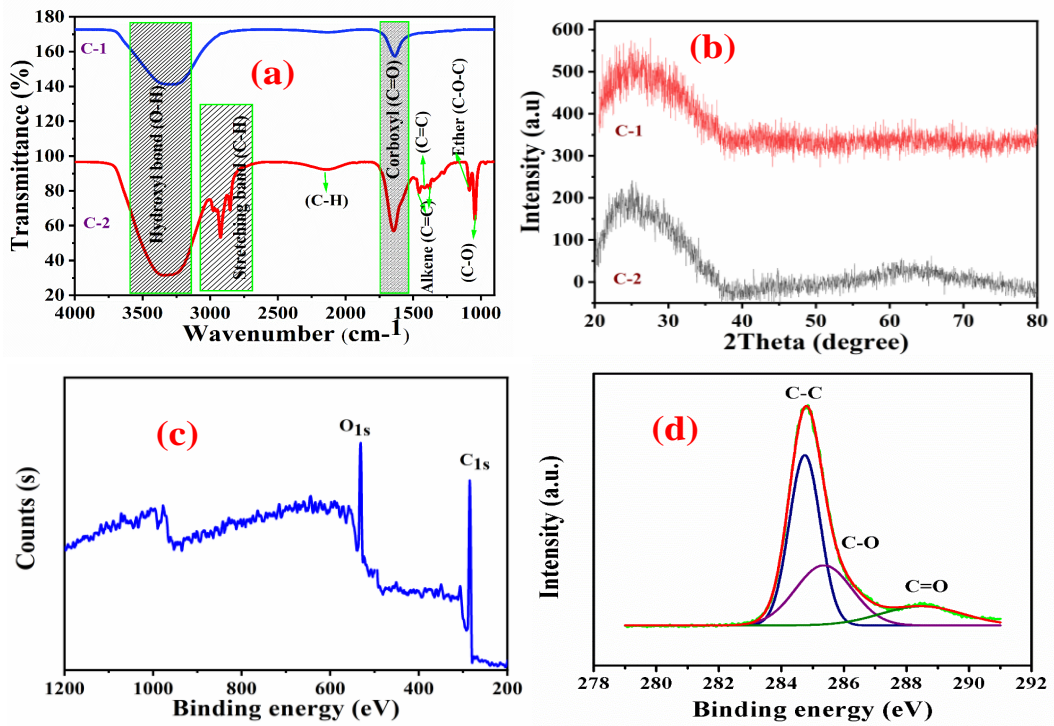 (a)
Transmittance (%)
180
160
140
120
100
80
60
40
20
C-1
C-2
Hydroxyl bond (O-H)
Stretching band (C-H)
(C-H)
Corboxyl (C=O)
(C=C)
Alkene (C=C)
Ether (C-O-C)
(C-O)
4000 3500 3000 2500 2000 1500 1000
Wavenumber (cm-1
(b)
Intensity (a.u)
600
500
400
300
200
100
0
C-1
C-2
20 30 40 50 60 70 80
2Theta (degree)
(c)
Counts (s)
O1s
C1s
1200 1000 800 600 400 200
Binding energy (eV)
(d)
Intensity (a.u.)
C-C
C-O
C=O
278 280 282 284 286 288 290 292
Binding energy (eV)